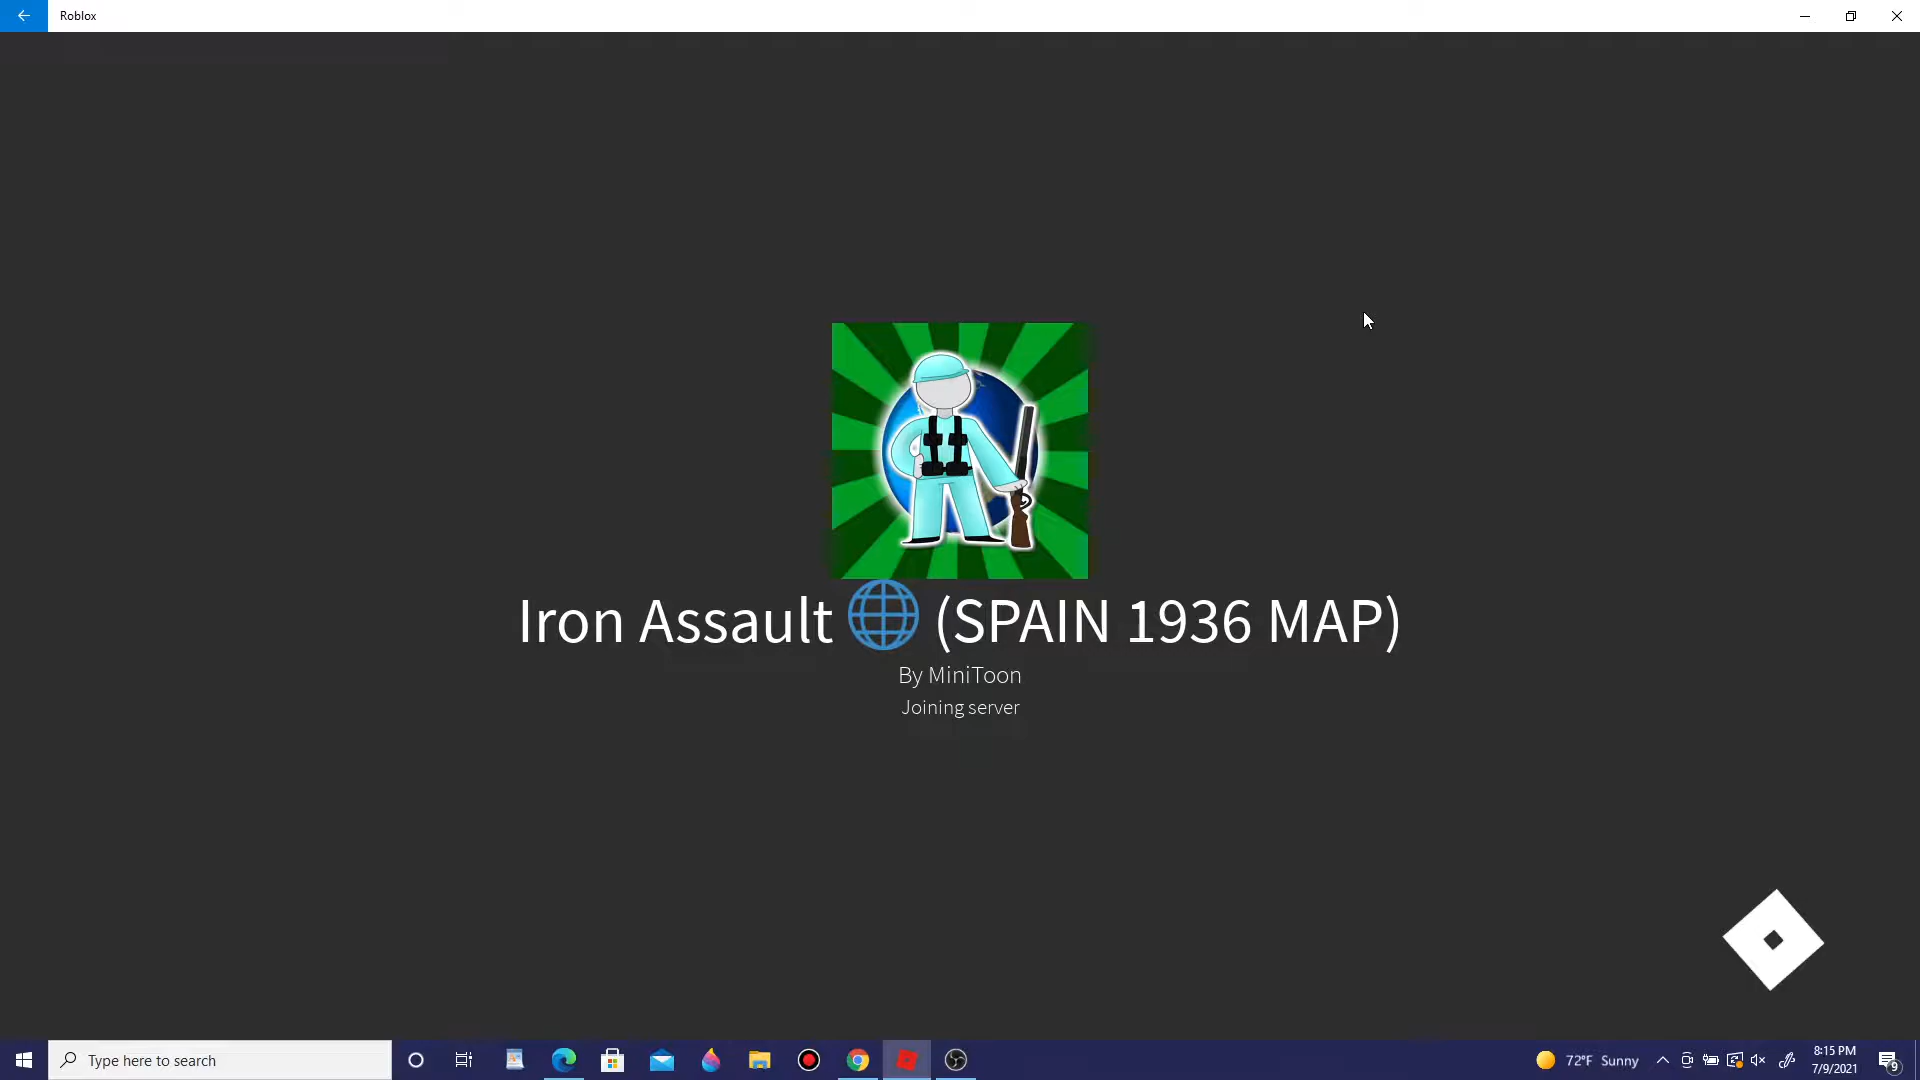 Roblox
Iron Assault 🌐 (SPAIN 1936 MAP)
By MiniToon
Joining server
Type here to search
72°F Sunny
8:15 PM
7/9/2021
9